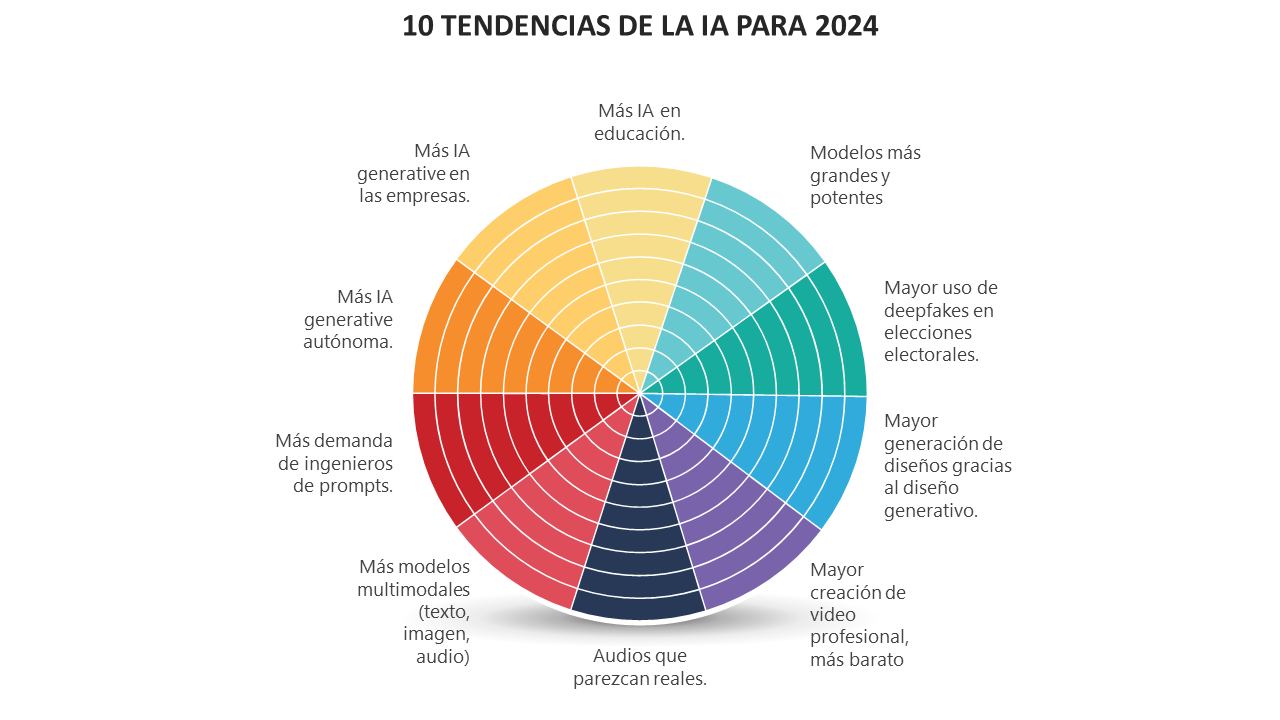 10 TENDENCIAS DE LA IA PARA 2024
Más IA en
educación.
Modelos más
grandes y
potentes
Mayor uso de
deepfakes en
elecciones
electorales.
Mayor
generación de
diseños gracias
al diseño
generativo.
Mayor
creación de
video
profesional,
más barato
Audios que
parezcan reales.
Más modelos
multimodales
(texto,
imagen,
audio)
Más demanda
de ingenieros
de prompts.
Más IA
generative
autónoma.
Más IA
generative en
las empresas.